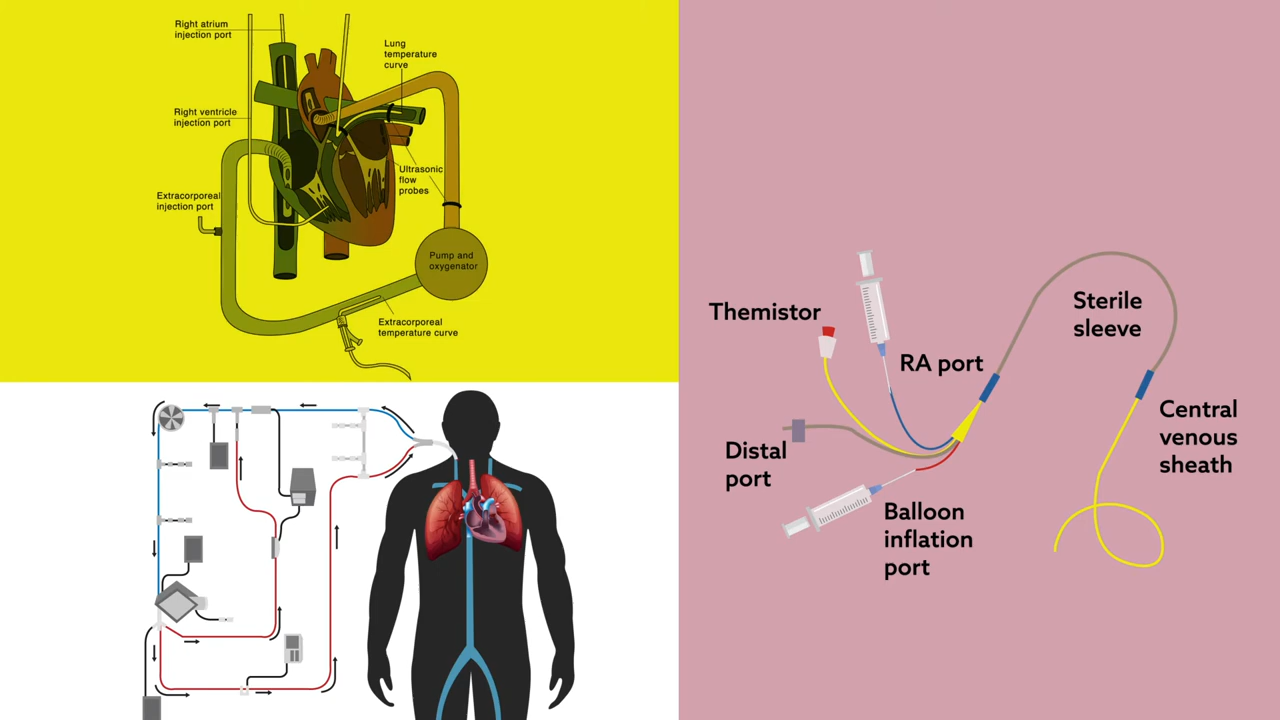 Right atrium
injection port
Lung
temperature
curve
Right ventricle
injection port
Ultrasonic
flow
probes
Extracorporeal
injection port
Pump and
oxygenator
Extracorporeal
temperature curve
Themistor
RA port
Sterile
sleeve
Distal
port
Central
venous
sheath
Balloon
inflation
port